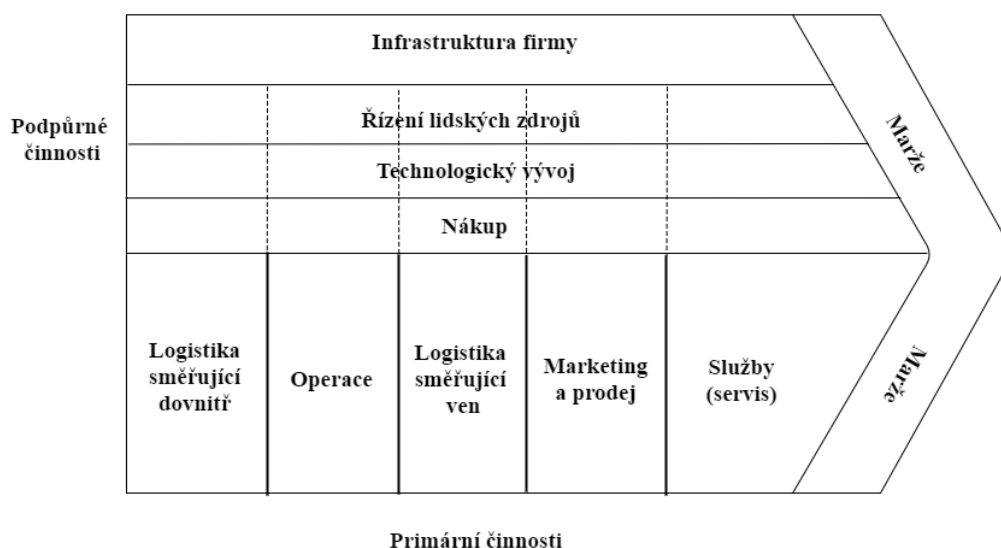 Infrastruktura firmy
Podpůrné
činnosti
Řízení lidských zdrojů
Technologický vývoj
Nákup
Marže
Logistika
směřující
dovnitř
Operace
Logistika
směřující
ven
Marketing
a prodej
Služby
(servis)
Marže
Primární činnosti